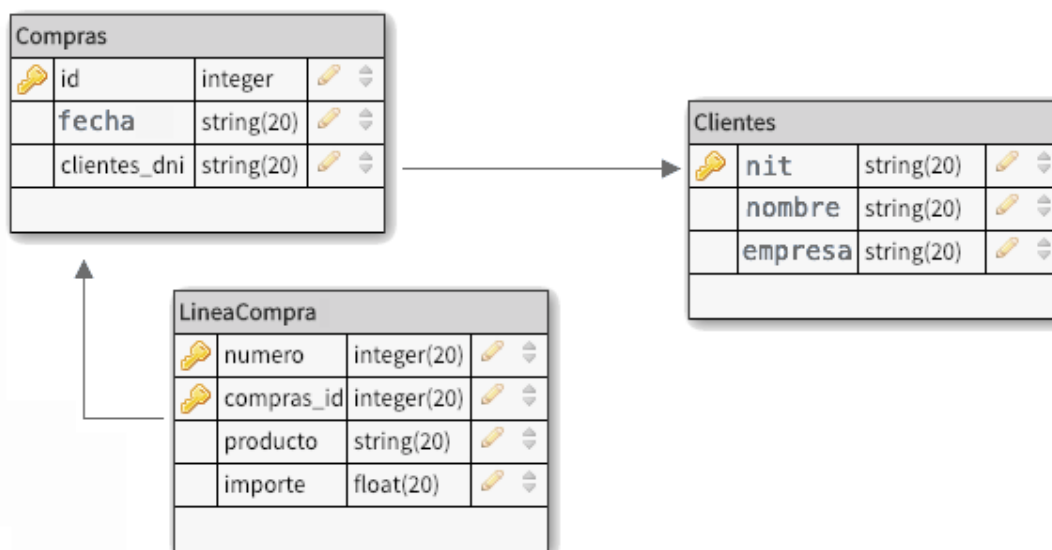 Compras
id integer
fecha string(20)
clientes_dni string(20)
Clientes
nit string(20)
nombre string(20)
empresa string(20)
LineaCompra
numero integer(20)
compras_id integer(20)
producto string(20)
importe float(20)